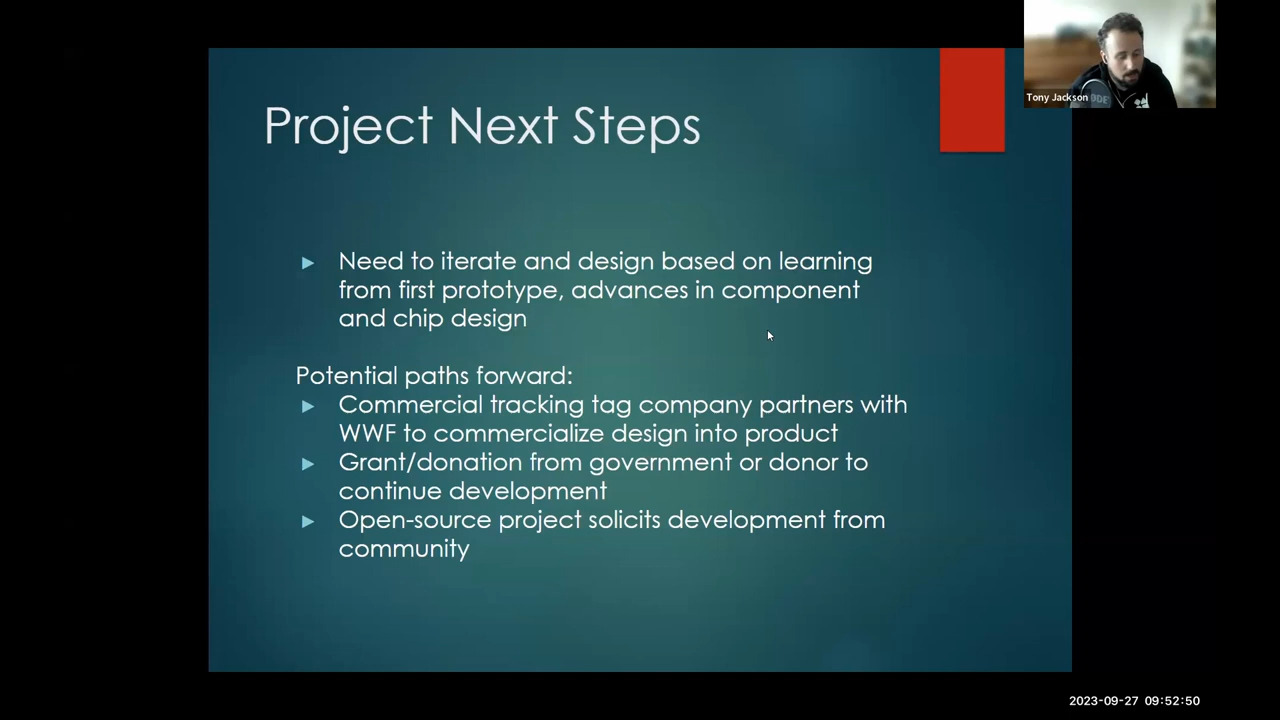 Project Next Steps
Need to iterate and design based on learning
from first prototype, advances in component
and chip design
Potential paths forward:
Commercial tracking tag company partners with
WWF to commercialize design into product
Grant/donation from government or donor to
continue development
Open-source project solicits development from
community
Tony Jackson
2023-09-27 09:52:50